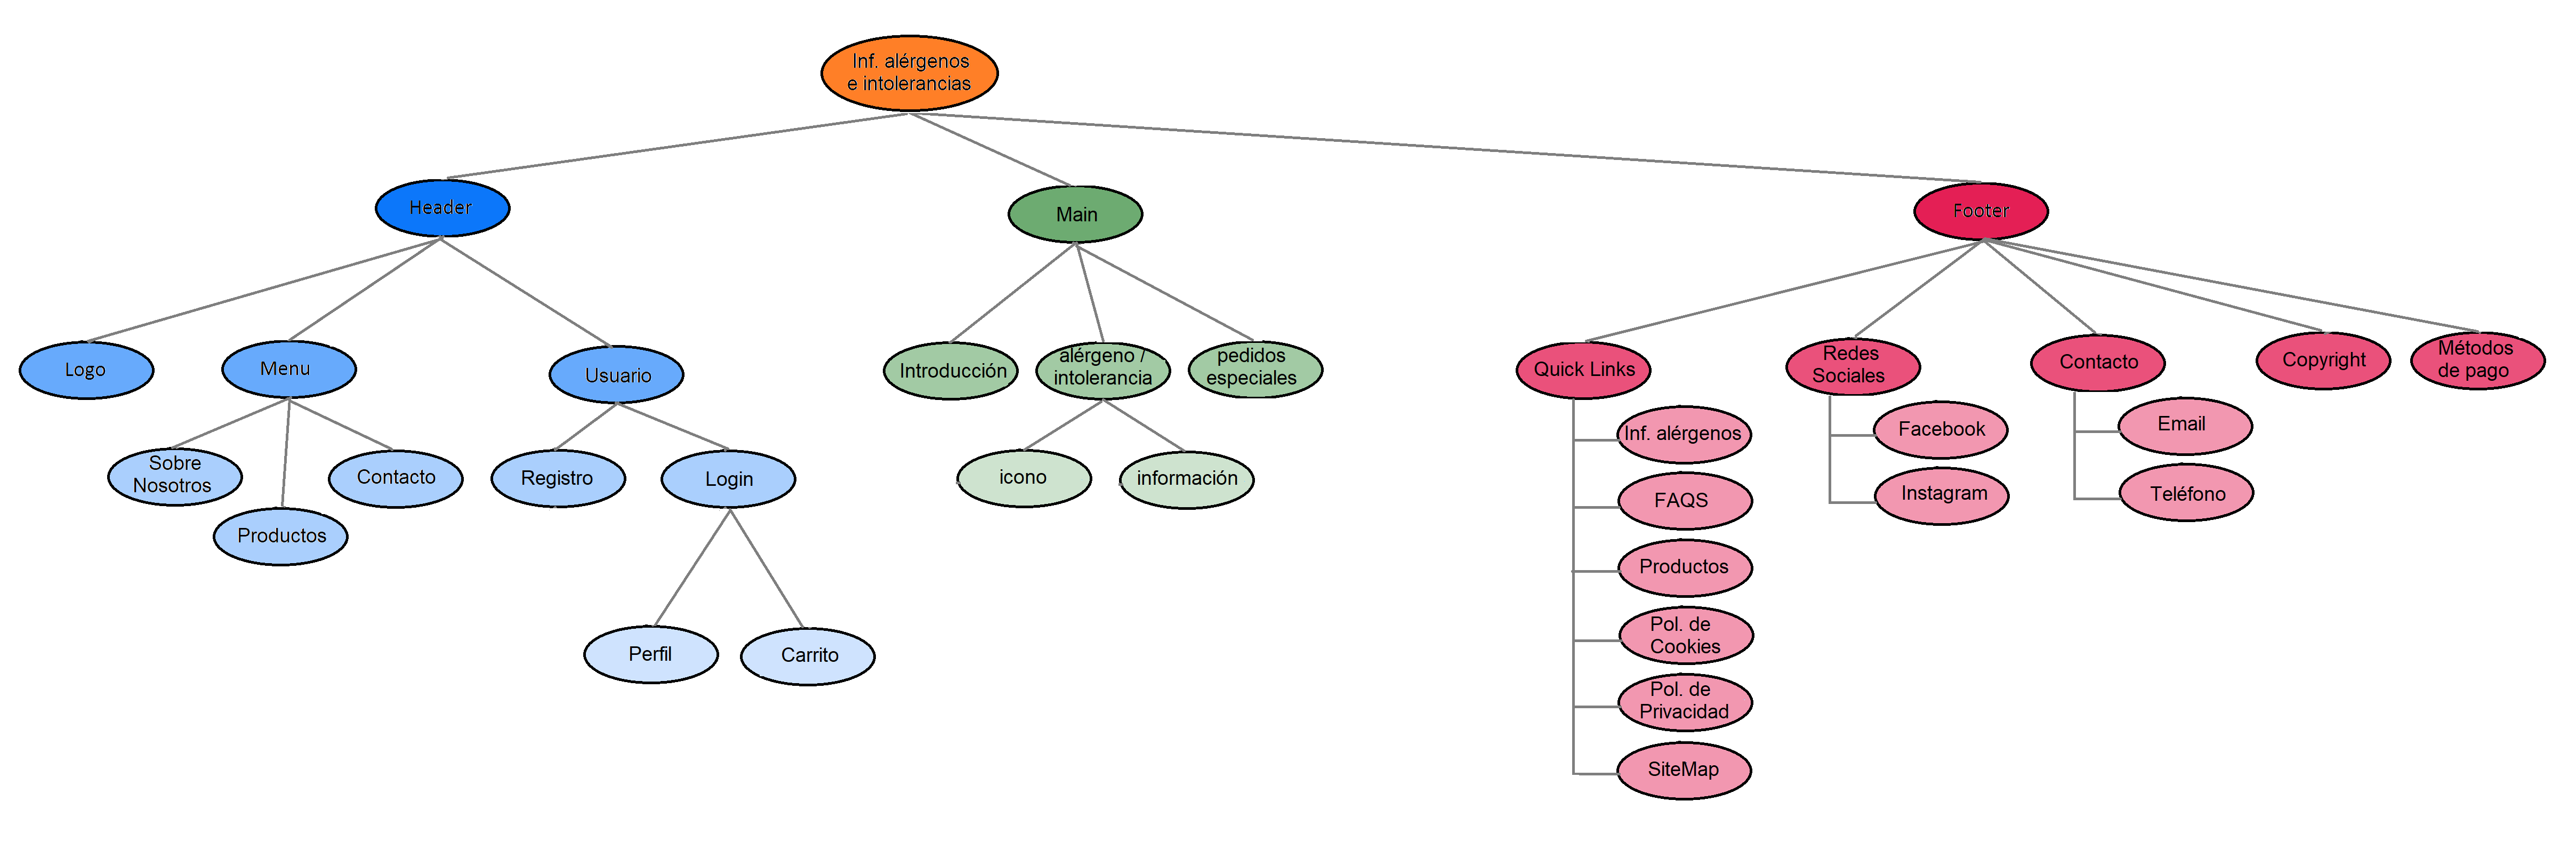 Inf. alérgenos
e intolerancias
Header
Main
Footer
Logo
Menu
Usuario
Introducción
alérgeno /
intolerancia
pedidos
especiales
Quick Links
Redes
Sociales
Contacto
Copyright
Métodos
de pago
Sobre
Nosotros
Productos
Contacto
Registro
Login
Perfil
Carrito
icono
información
Inf. alérgenos
FAQS
Productos
Pol. de
Cookies
Pol. de
Privacidad
SiteMap
Facebook
Instagram
Email
Teléfono